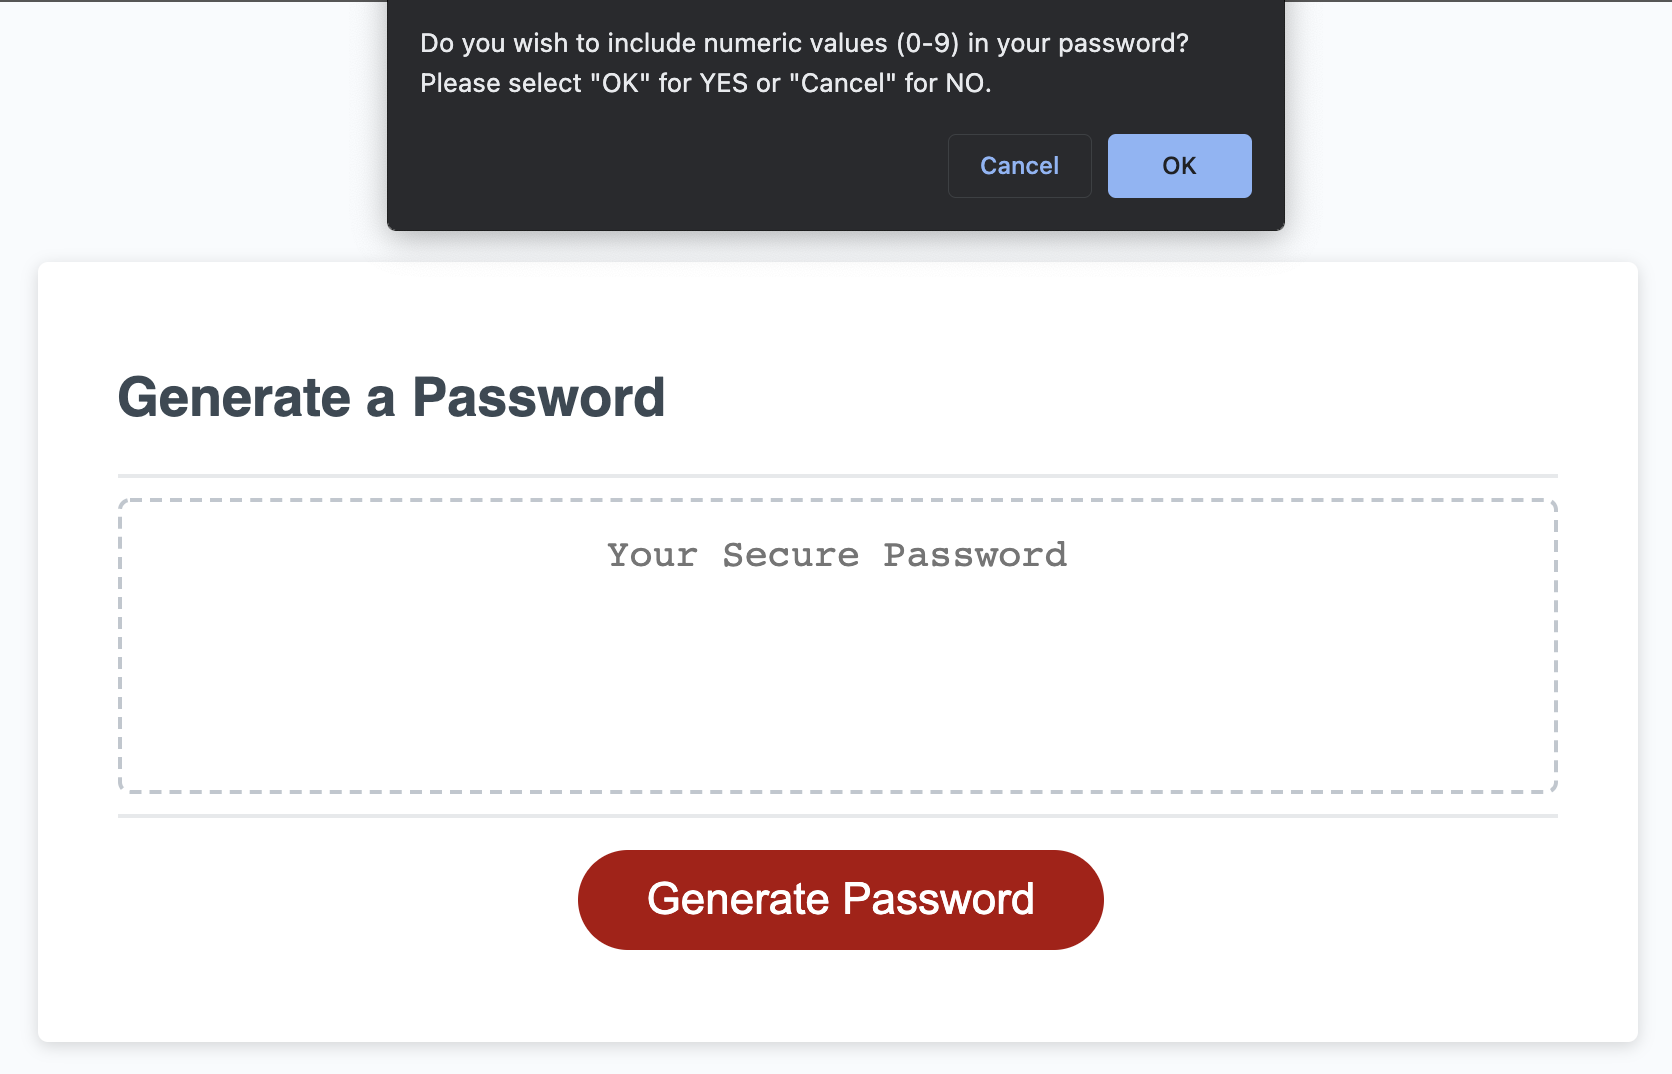 Do you wish to include numeric values (0-9) in your password?
Please select "OK" for YES or "Cancel" for NO.
Cancel
OK
Generate a Password
Your Secure Password
Generate Password